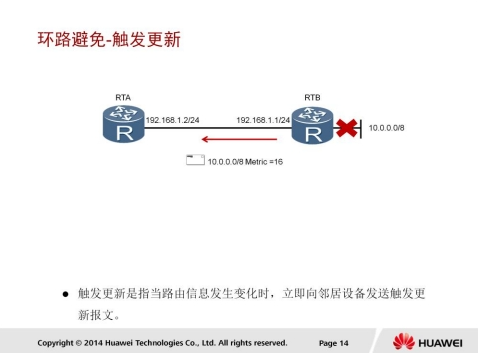 环路避免-触发更新
RTA
RTB
192.168.1.2/24
192.168.1.1/24
10.0.0.0/8
R
R
10.0.0.0/8 Metric =16
● 触发更新是指当路由信息发生变化时，立即向邻居设备发送触发更
新报文。
Copyright © 2014 Huawei Technologies Co., Ltd. All rights reserved.
Page 14
HUAWEI